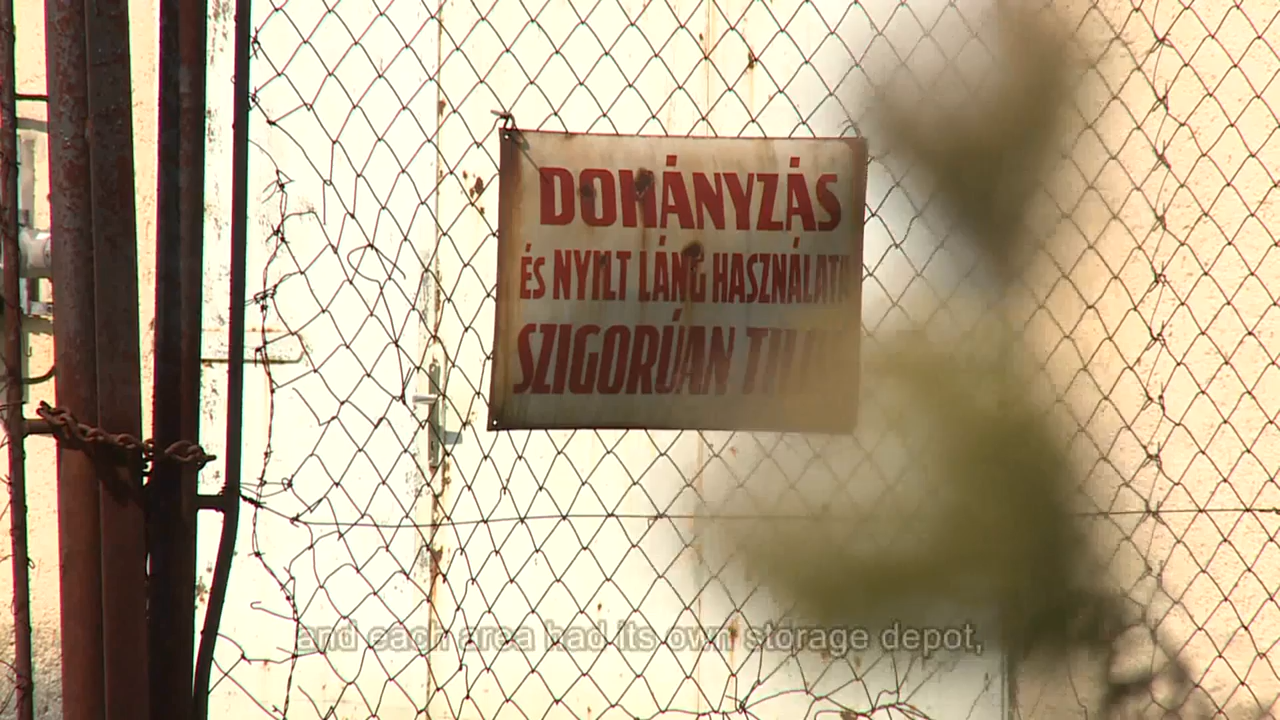 DOHÁNYZÁS
ÉS NYILT LÁNG HASZNÁLATA
SZIGORÚAN
and each area had its own storage depot,